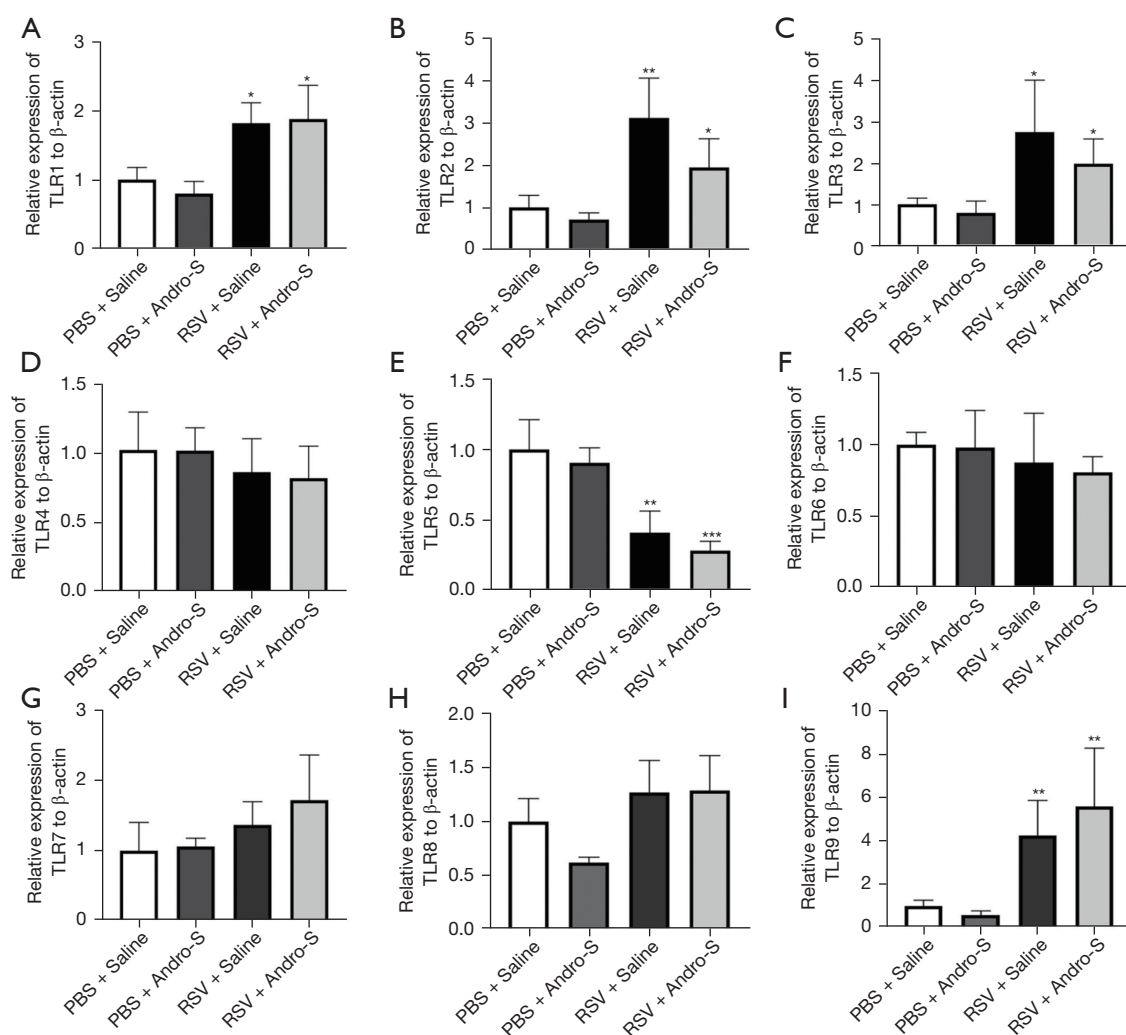 A
Relative expression of
TLR1 to β-actin
3
2
1
0
*
*
PBS + Saline
PBS + Andro-S
RSV + Saline
RSV + Andro-S
B
Relative expression of
TLR2 to β-actin
5
4
3
2
1
0
**
*
PBS + Saline
PBS + Andro-S
RSV + Saline
RSV + Andro-S
C
Relative expression of
TLR3 to β-actin
5
4
3
2
1
0
*
*
PBS + Saline
PBS + Andro-S
RSV + Saline
RSV + Andro-S
D
Relative expression of
TLR4 to β-actin
1.5
1.0
0.5
0.0
PBS + Saline
PBS + Andro-S
RSV + Saline
RSV + Andro-S
E
Relative expression of
TLR5 to β-actin
1.5
1.0
0.5
0.0
**
***
PBS + Saline
PBS + Andro-S
RSV + Saline
RSV + Andro-S
F
Relative expression of
TLR6 to β-actin
1.5
1.0
0.5
0.0
PBS + Saline
PBS + Andro-S
RSV + Saline
RSV + Andro-S
G
Relative expression of
TLR7 to β-actin
3
2
1
0
PBS + Saline
PBS + Andro-S
RSV + Saline
RSV + Andro-S
H
Relative expression of
TLR8 to β-actin
2.0
1.5
1.0
0.5
0.0
PBS + Saline
PBS + Andro-S
RSV + Saline
RSV + Andro-S
I
Relative expression of
TLR9 to β-actin
10
8
6
4
2
0
**
**
PBS + Saline
PBS + Andro-S
RSV + Saline
RSV + Andro-S